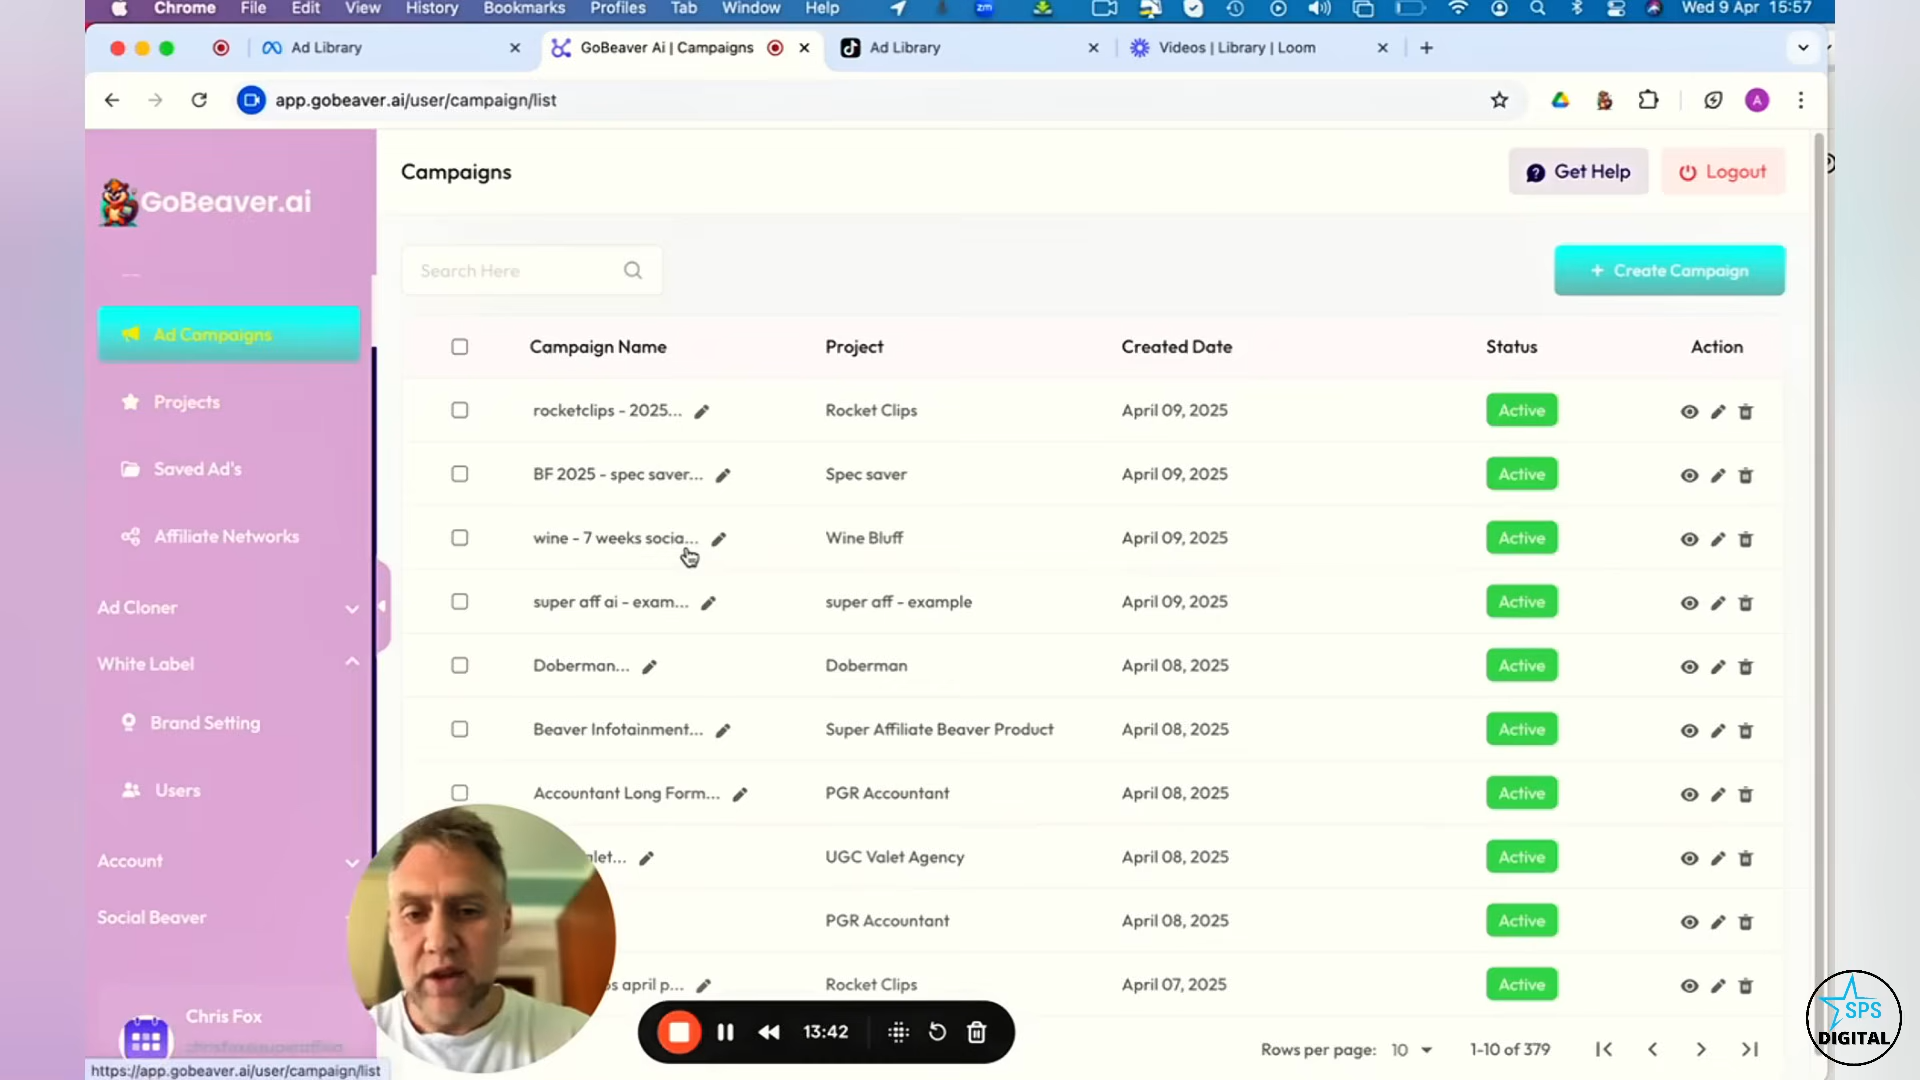 Chrome File Edit View History Bookmarks Profiles Tab Window Help zm Wed 9 Apr 15:57
Ad Library GoBeaver Ai | Campaigns Ad Library Videos | Library | Loom
app.gobeaver.ai/user/campaign/list A
GoBeaver.ai
Campaigns
Get Help
Logout
Search Here
+ Create Campaign
Ad Campaigns
Projects
Saved Ad's
Affiliate Networks
Ad Cloner
White Label
Brand Setting
Users
Account
Social Beaver
Chris Fox
Campaign Name Project Created Date Status Action
rocketclips - 2025... Rocket Clips April 09, 2025 Active
BF 2025 - spec saver... Spec saver April 09, 2025 Active
wine - 7 weeks socia... Wine Bluff April 09, 2025 Active
super aff ai - exam... super aff - example April 09, 2025 Active
Doberman... Doberman April 08, 2025 Active
Beaver Infotainment... Super Affiliate Beaver Product April 08, 2025 Active
Accountant Long Form... PGR Accountant April 08, 2025 Active
alet... UGC Valet Agency April 08, 2025 Active
PGR Accountant April 08, 2025 Active
s april p... Rocket Clips April 07, 2025 Active
13:42
Rows per page: 10 1-10 of 379
https://app.gobeaver.ai/user/campaign/list
SPS
DIGITAL